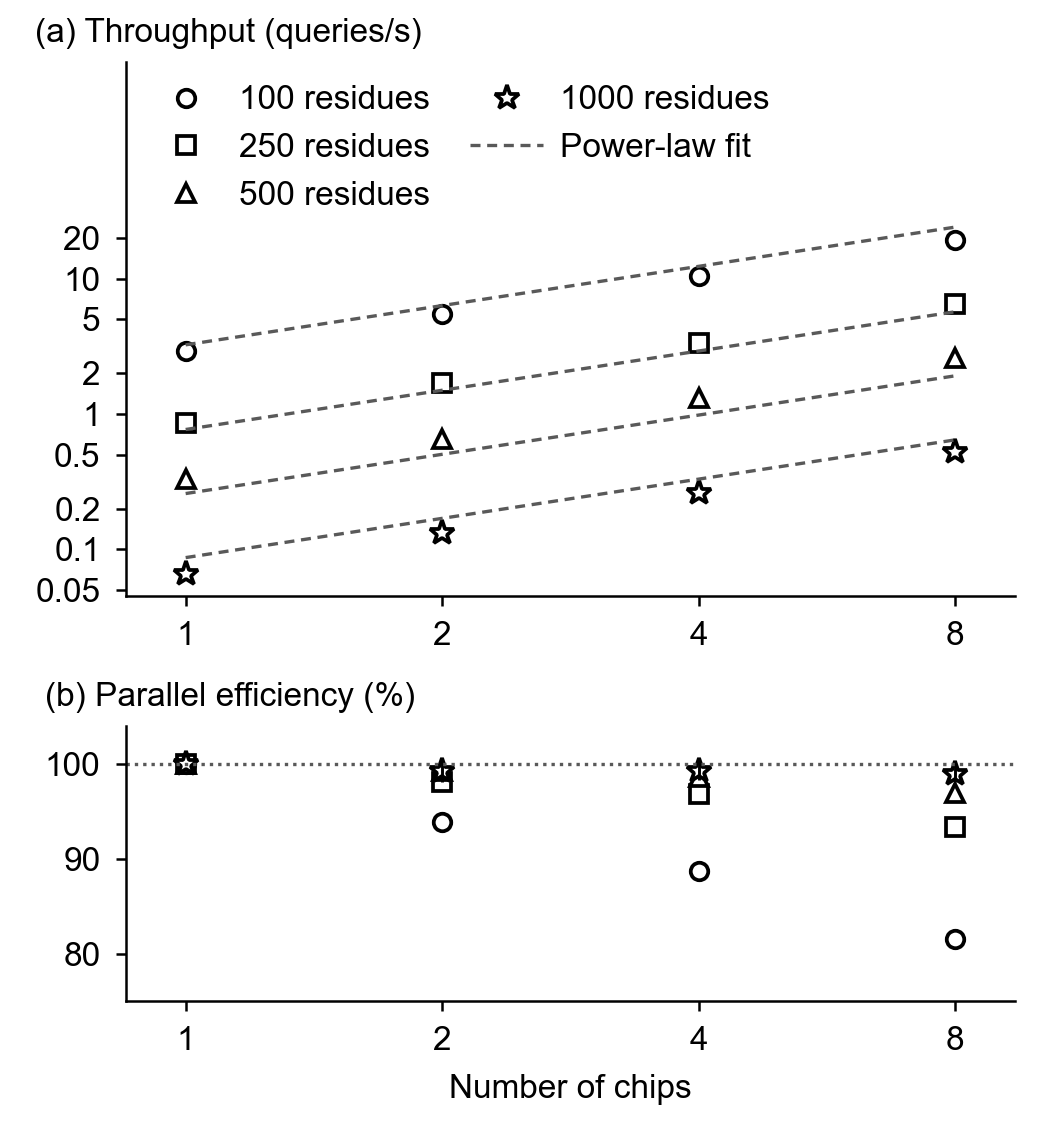 (a) Throughput (queries/s)
100 residues
250 residues
500 residues
1000 residues
Power-law fit
20
10
5
2
1
0.5
0.2
0.1
0.05
1 2 4 8
(b) Parallel efficiency (%)
100
90
80
1 2 4 8
Number of chips